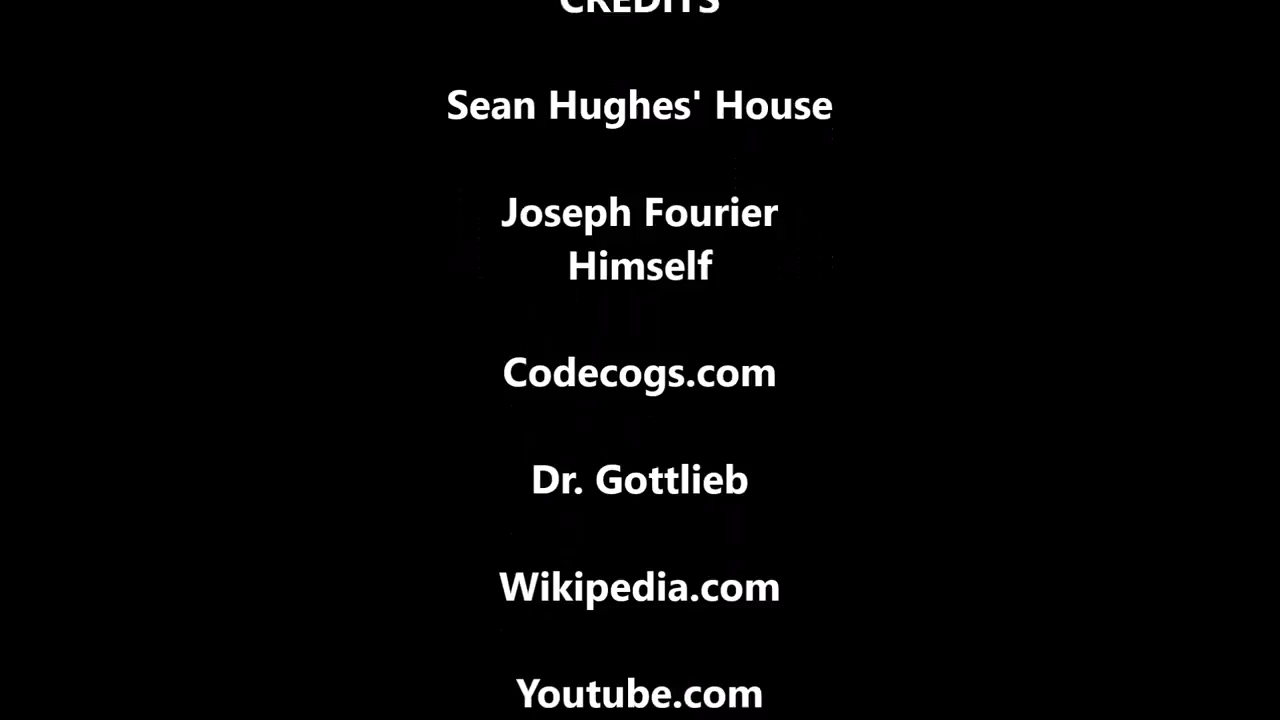 CREDITS
Sean Hughes' House
Joseph Fourier
Himself
Codecogs.com
Dr. Gottlieb
Wikipedia.com
Youtube.com